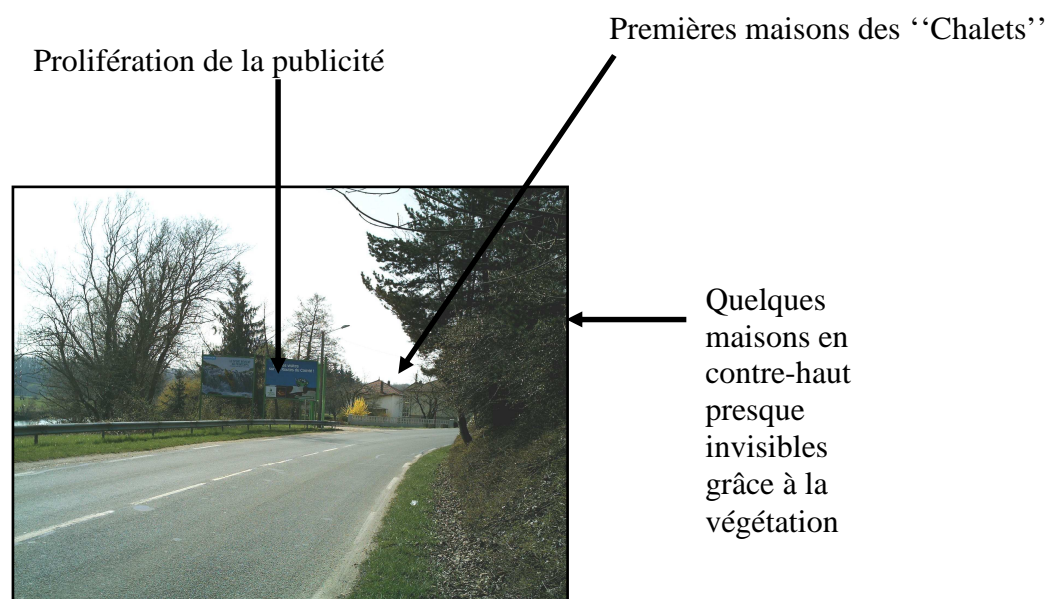 Premières maisons des ‘‘Chalets’’
Prolifération de la publicité
Quelques
maisons en
contre-haut
presque
invisibles
grâce à la
végétation